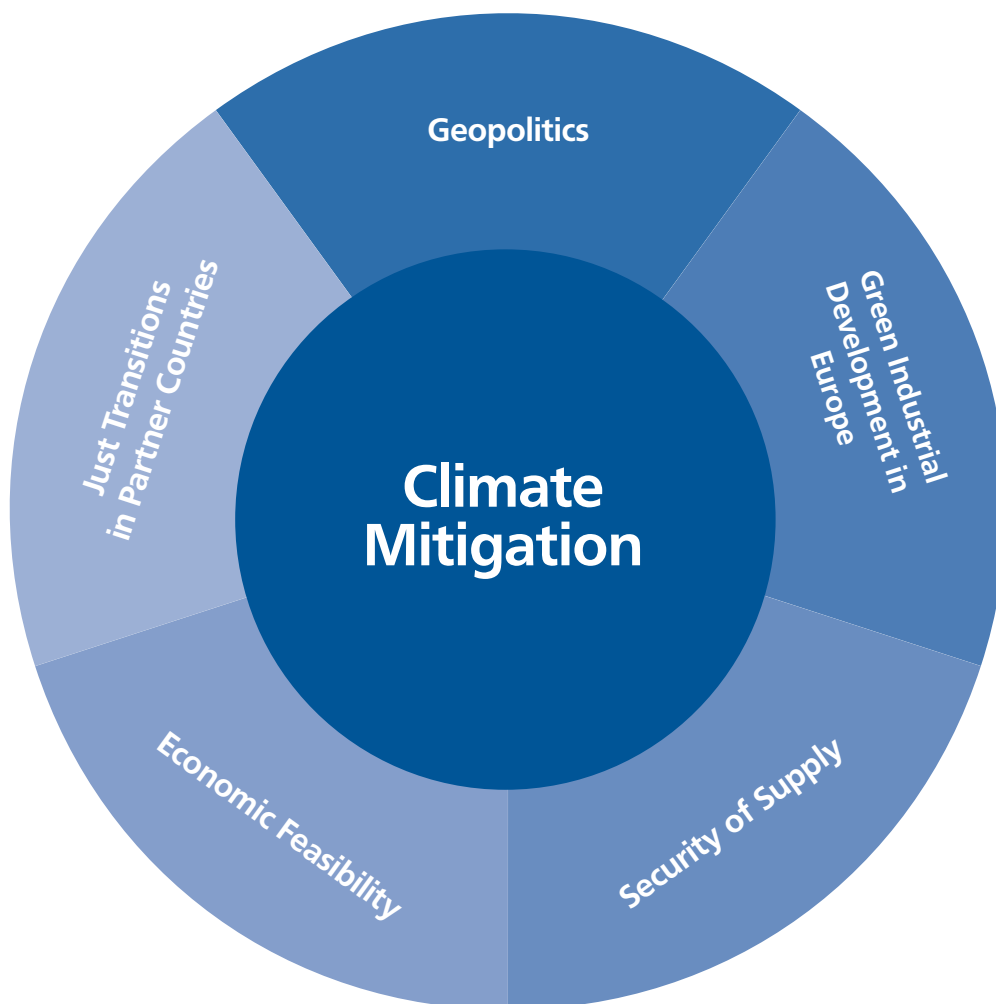 Geopolitics
Green Industrial
Development in
Europe
Security of Supply
Economic Feasibility
Just Transitions
in Partner Countries
Climate
Mitigation